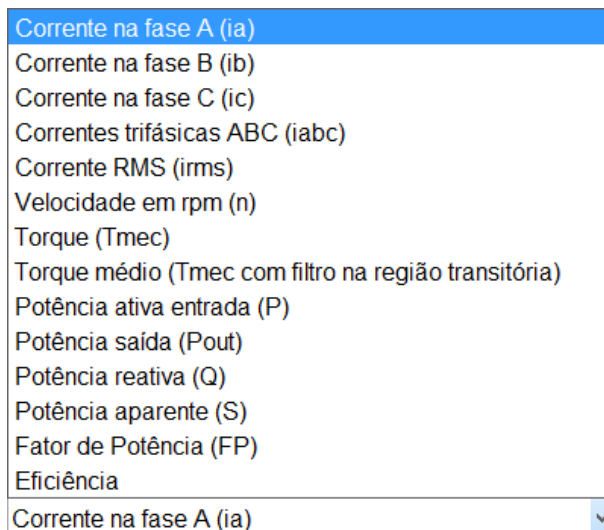 Corrente na fase A (ia)
Corrente na fase B (ib)
Corrente na fase C (ic)
Correntes trifásicas ABC (iabc)
Corrente RMS (irms)
Velocidade em rpm (n)
Torque (Tmec)
Torque médio (Tmec com filtro na região transitória)
Potência ativa entrada (P)
Potência saída (Pout)
Potência reativa (Q)
Potência aparente (S)
Fator de Potência (FP)
Eficiência
Corrente na fase A (ia)